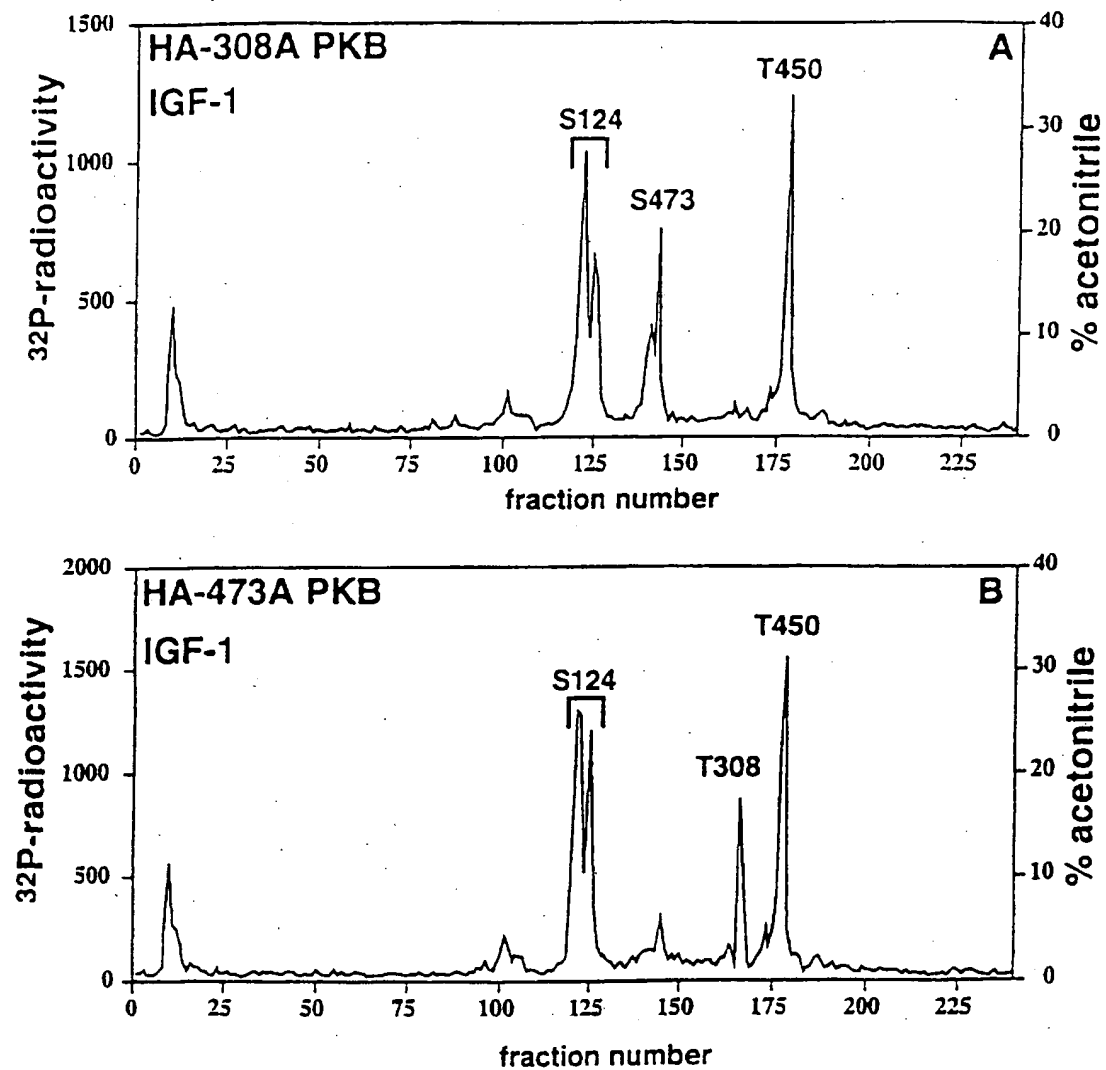 HA-308A PKB
IGF-1
A
S124
S473
T450
1500
1000
500
0
32P-radioactivity
40
30
20
10
0
% acetonitrile
0 25 50 75 100 125 150 175 200 225
fraction number
HA-473A PKB
IGF-1
B
S124
T308
T450
2000
1500
1000
500
0
32P-radioactivity
40
30
20
10
0
% acetonitrile
0 25 50 75 100 125 150 175 200 225
fraction number